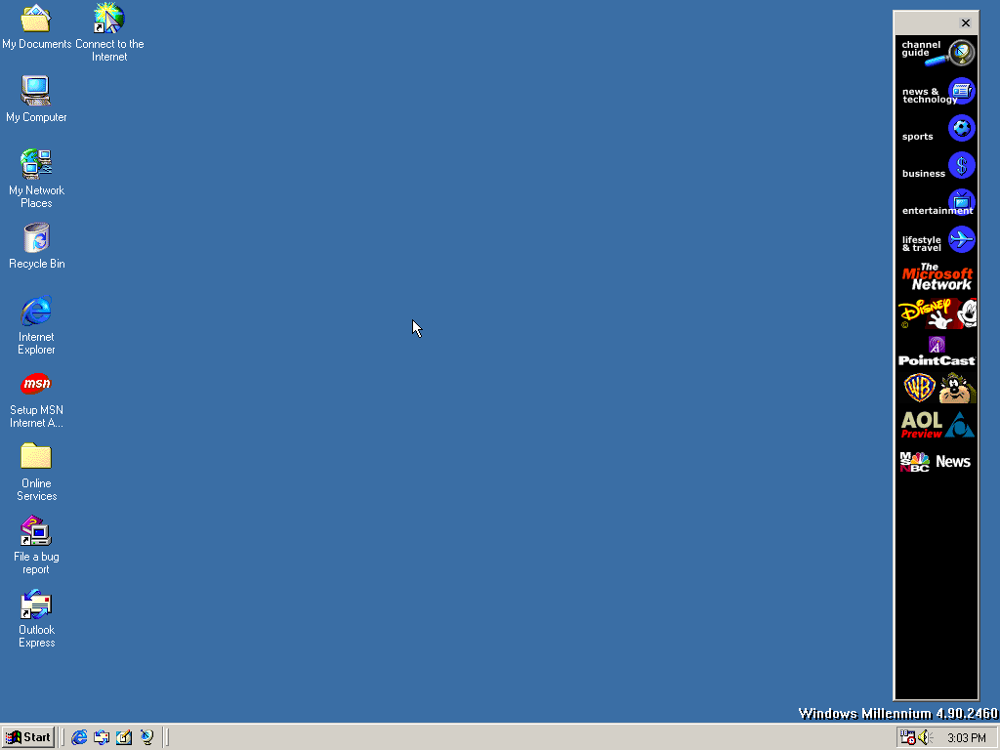 My Documents
Connect to the
Internet
My Computer
My Network
Places
Recycle Bin
Internet
Explorer
msn
Setup MSN
Internet A...
Online
Services
File a bug
report
Outlook
Express
channel
guide
news &
technology
sports
business
entertainment
lifestyle
& travel
The
Microsoft
Network
Disney
©
PointCast
WB
AOL
Preview
MSNBC News
Windows Millennium 4.90.2460
Start
3:03 PM